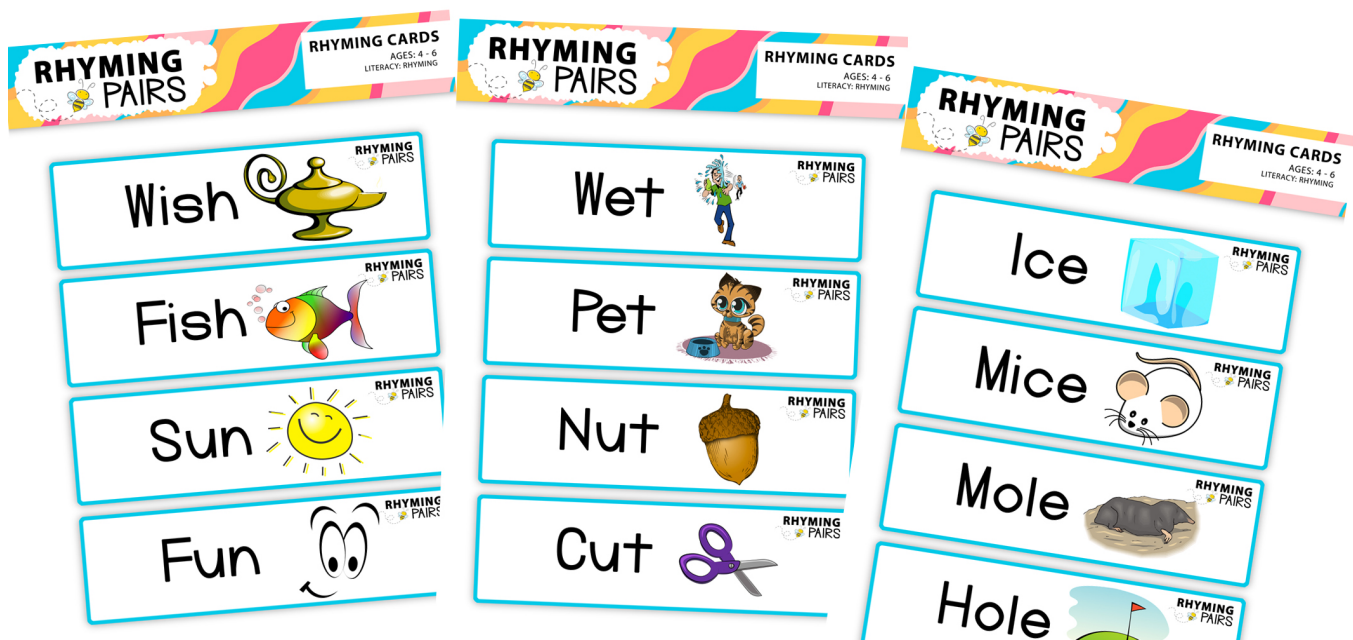 RHYMING
PAIRS
RHYMING CARDS
AGES: 4 - 6
LITERACY: RHYMING
Wish
RHYMING
PAIRS
Fish
RHYMING
PAIRS
Sun
RHYMING
PAIRS
Fun
RHYMING
PAIRS
RHYMING
PAIRS
RHYMING CARDS
AGES: 4 - 6
LITERACY: RHYMING
Wet
RHYMING
PAIRS
Pet
RHYMING
PAIRS
Nut
RHYMING
PAIRS
Cut
RHYMING
PAIRS
RHYMING
PAIRS
RHYMING CARDS
AGES: 4 - 6
LITERACY: RHYMING
Ice
RHYMING
PAIRS
Mice
RHYMING
PAIRS
Mole
RHYMING
PAIRS
Hole
RHYMING
PAIRS